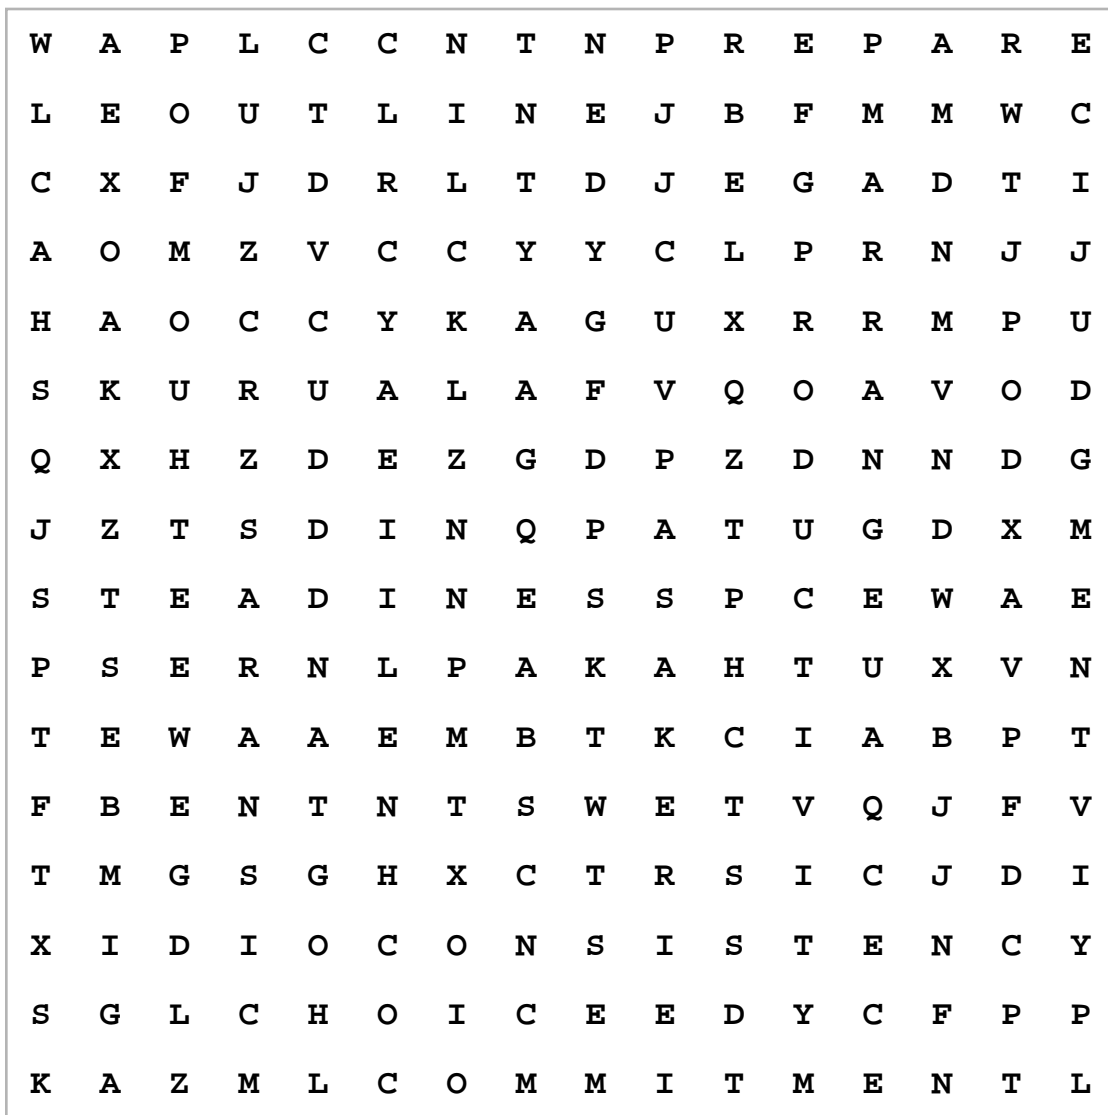 W A P L C C N T N P R E P A R E
L E O U T L I N E J B F M M W C
C X F J D R L T D J E G A D T I
A O M Z V C C Y Y C L P R N J J
H A O C C Y K A G U X R R M P U
S K U R U A L A F V Q O A V O D
Q X H Z D E Z G D P Z D N N D G
J Z T S D I N Q P A T U G D X M
S T E A D I N E S S P C E W A E
P S E R N L P A K A H T U X V N
T E W A A E M B T K C I A B P T
F B E N T N T S W E T V Q J F V
T M G S G H X C T R S I C J D I
X I D I O C O N S I S T E N C Y
S G L C H O I C E E D Y C F P P
K A Z M L C O M M I T M E N T L